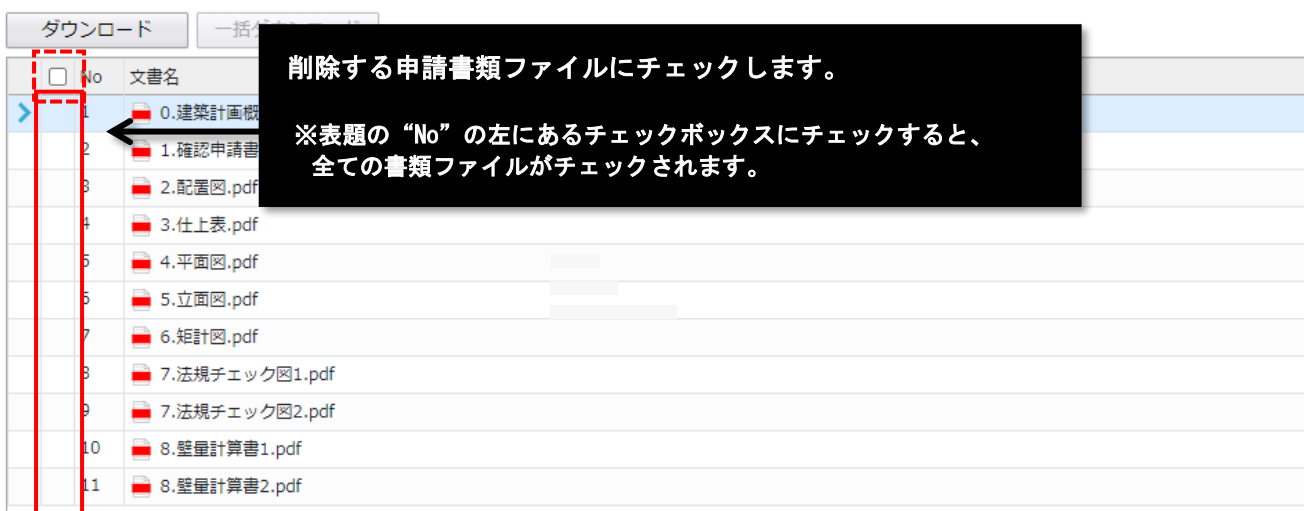 ダウンロード
一括ダウンロード
削除する申請書類ファイルにチェックします。
※表題の“No”の左にあるチェックボックスにチェックすると、
全ての書類ファイルがチェックされます。
No 文書名
1 0.建築計画概
2 1.確認申請書
3 2.配置図.pdf
4 3.仕上表.pdf
5 4.平面図.pdf
6 5.立面図.pdf
7 6.矩計図.pdf
8 7.法規チェック図1.pdf
9 7.法規チェック図2.pdf
10 8.壁量計算書1.pdf
11 8.壁量計算書2.pdf